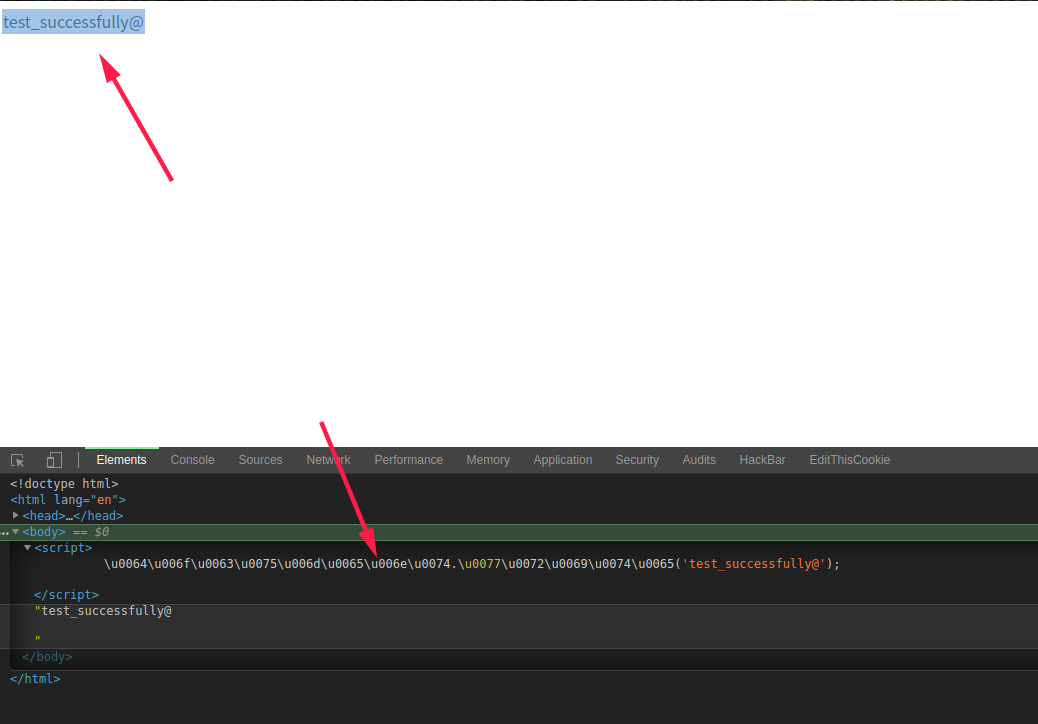 test_successfully@
Elements Console Sources Network Performance Memory Application Security Audits HackBar EditThisCookie
<!doctype html>
<html lang="en">
<head>…</head>
…<body> == $0
<script>
\u0064\u006f\u0063\u0075\u006d\u0065\u006e\u0074.\u0077\u0072\u0069\u0074\u0065('test_successfully@');
</script>
"test_successfully@
"
</body>
</html>